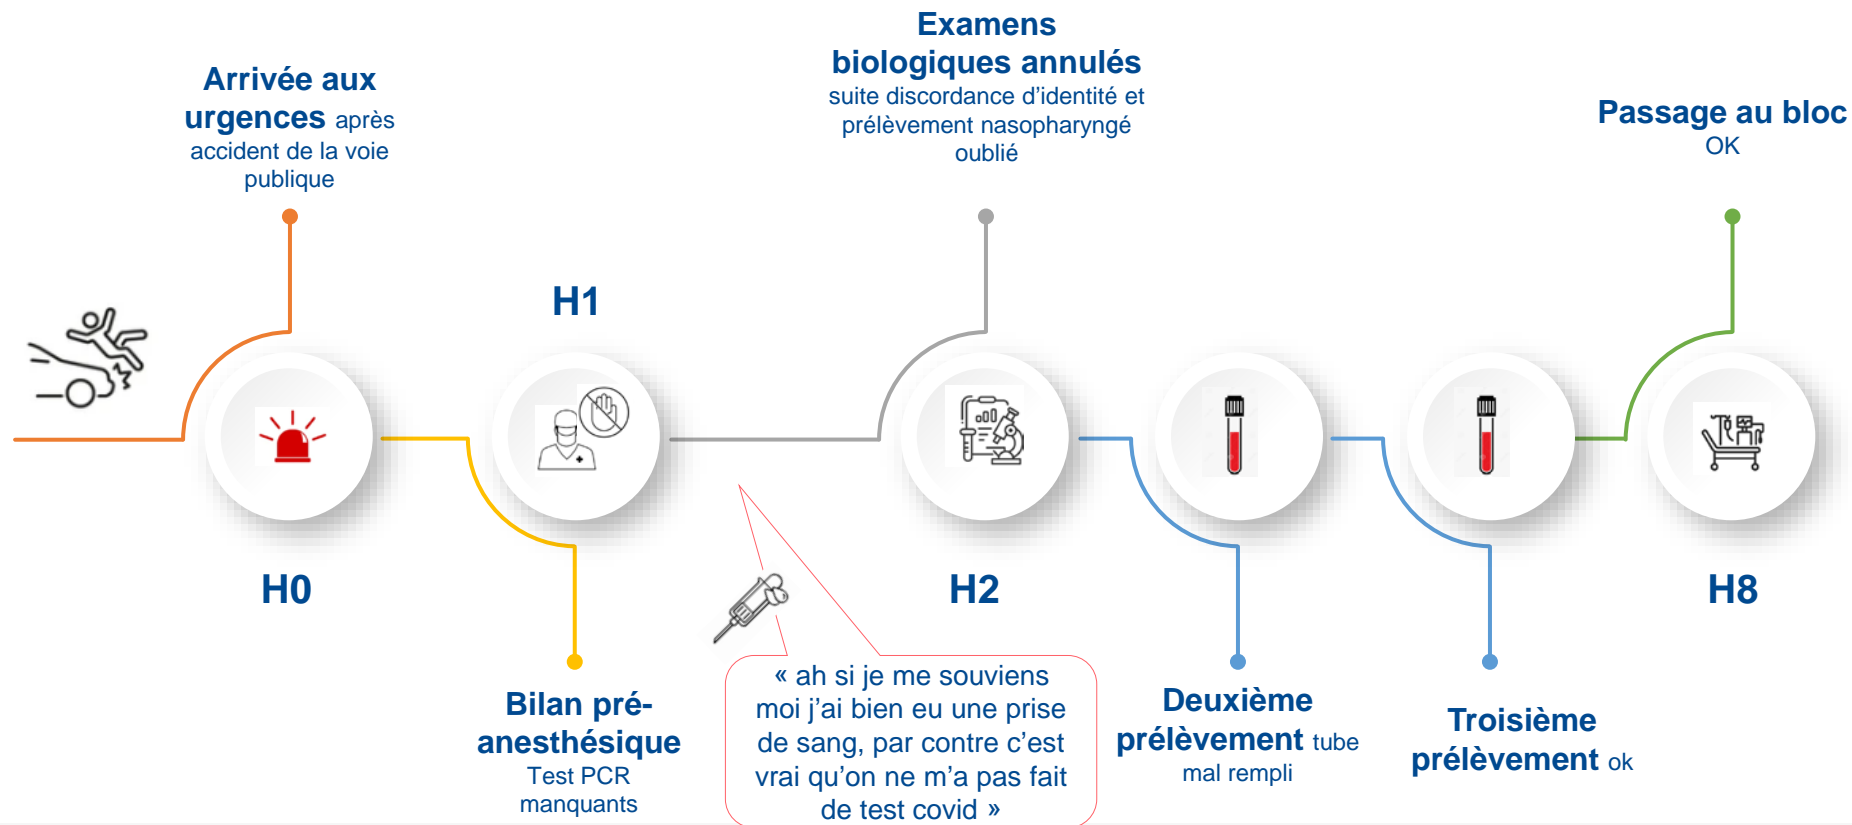 Arrivée aux
urgences après
accident de la voie
publique
H0
H1
Bilan pré-
anesthésique
Test PCR
manquants
« ah si je me souviens
moi j'ai bien eu une prise
de sang, par contre c'est
vrai qu'on ne m'a pas fait
de test covid »
Examens
biologiques annulés
suite discordance d'identité et
prélèvement nasopharyngé
oublié
H2
Deuxième
prélèvement tube
mal rempli
Troisième
prélèvement ok
Passage au bloc
OK
H8